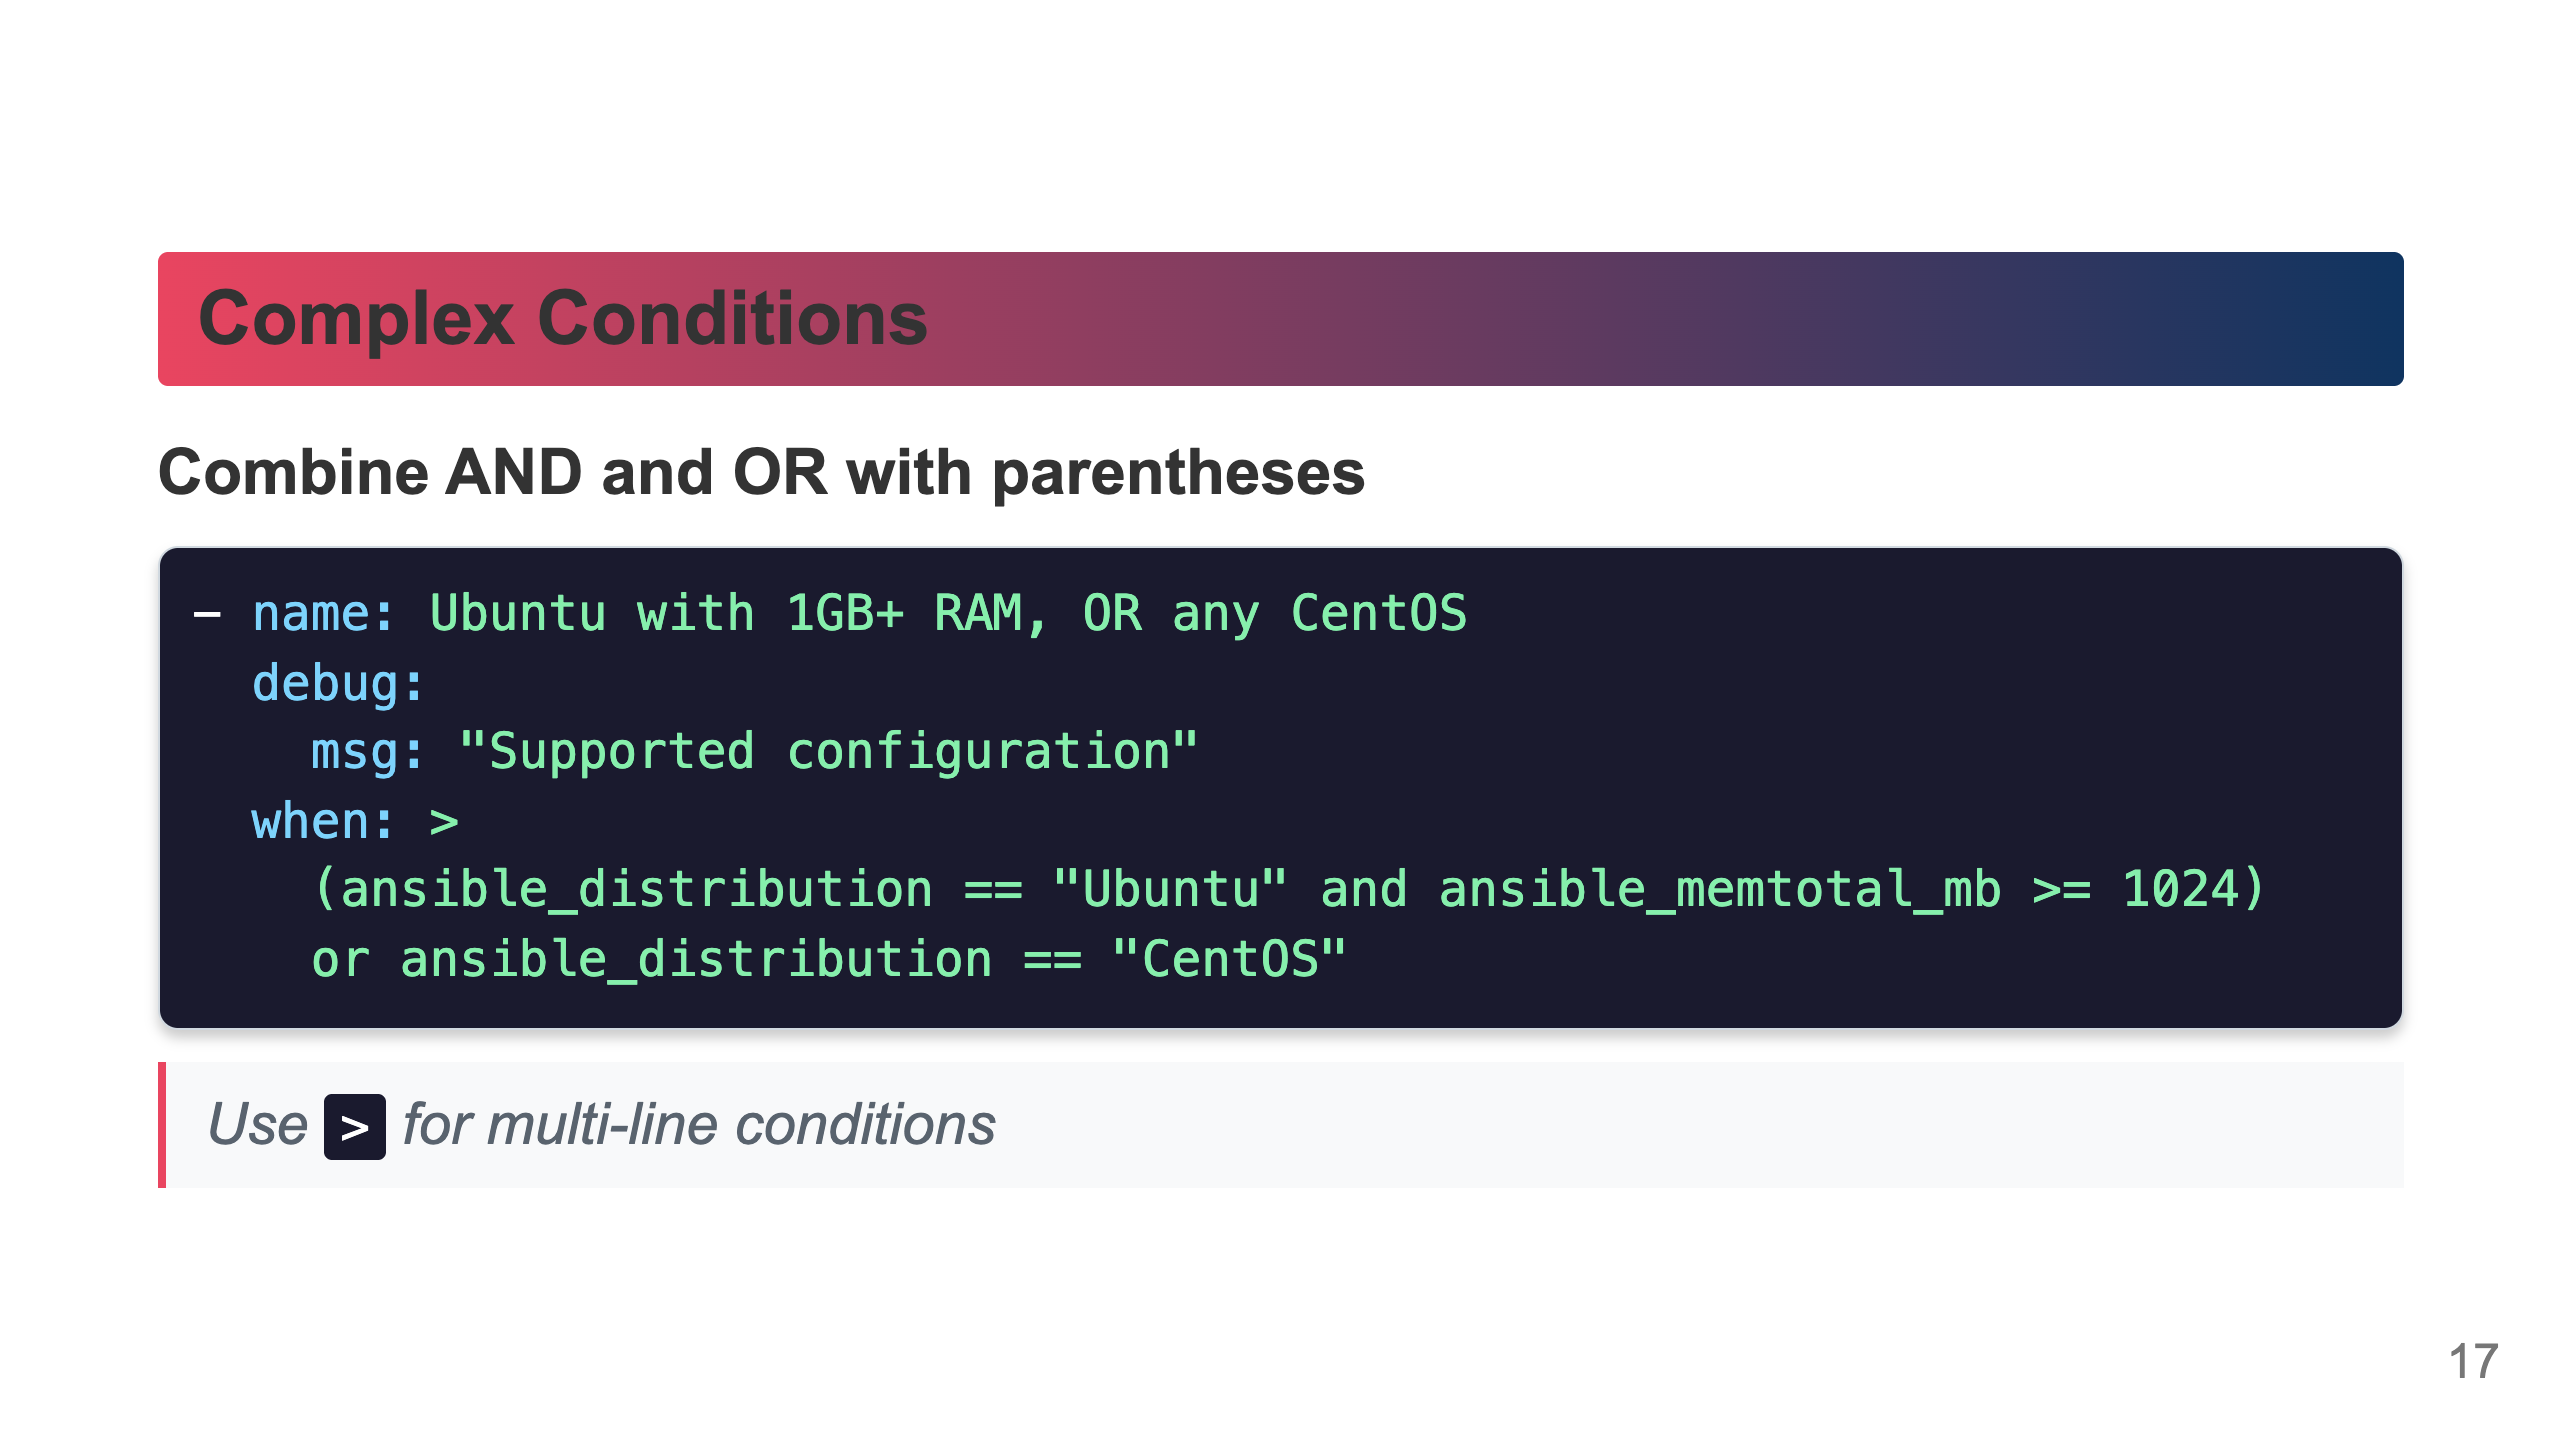 Complex Conditions
Combine AND and OR with parentheses
- name: Ubuntu with 1GB+ RAM, OR any CentOS
  debug:
    msg: "Supported configuration"
  when: >
    (ansible_distribution == "Ubuntu" and ansible_memtotal_mb >= 1024)
    or ansible_distribution == "CentOS"
Use > for multi-line conditions
17